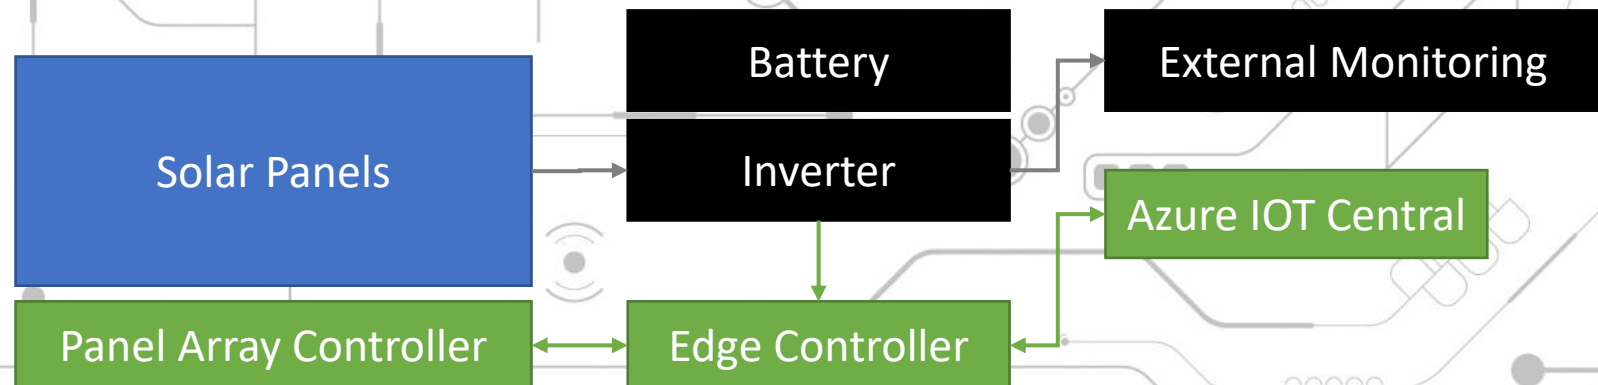 Battery
External Monitoring
Solar Panels
Inverter
Azure IOT Central
Panel Array Controller
Edge Controller